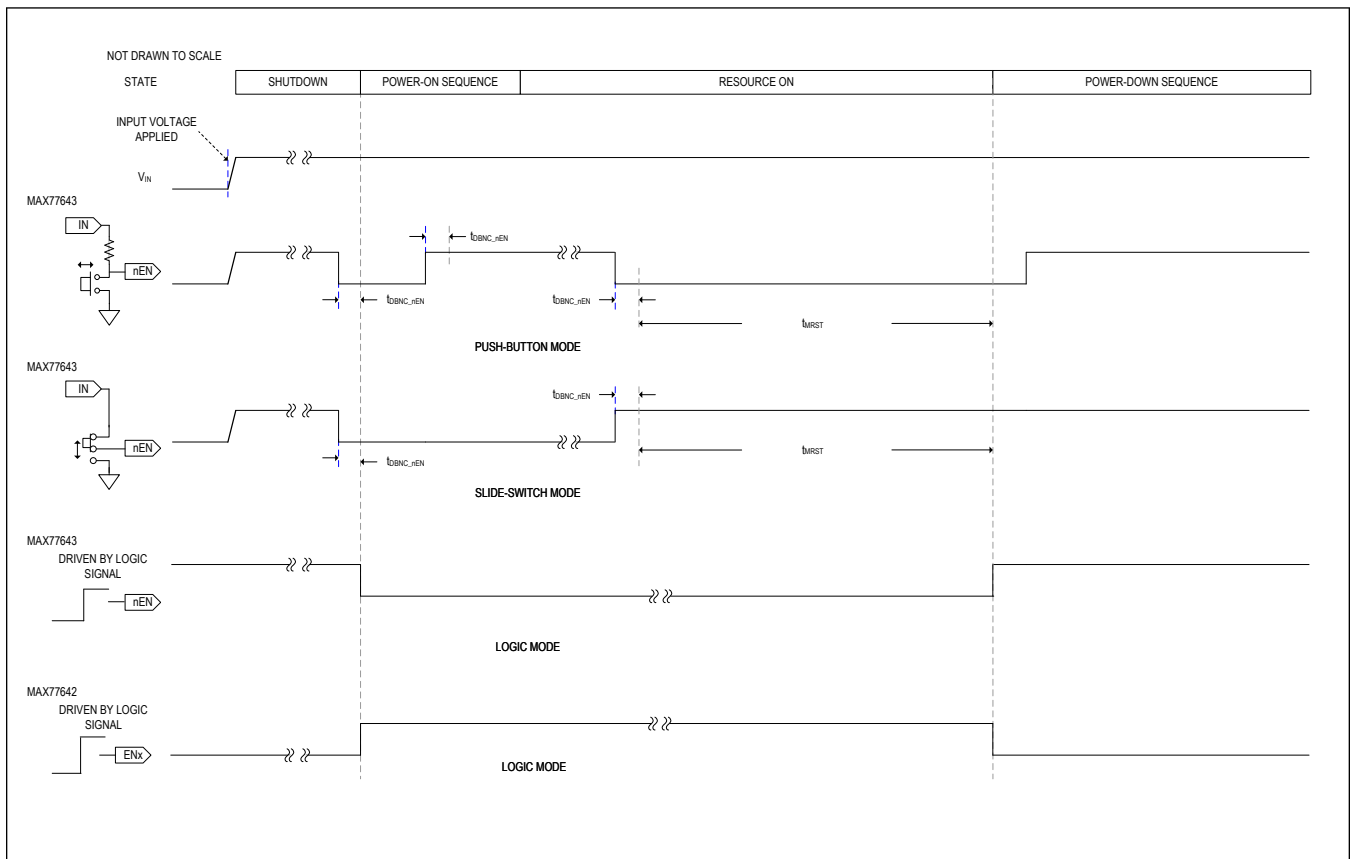 NOT DRAWN TO SCALE
STATE
SHUTDOWN
POWER-ON SEQUENCE
RESOURCE ON
POWER-DOWN SEQUENCE
INPUT VOLTAGE
APPLIED
VIN
MAX77643
IN
nEN
tDBNC_nEN
tDBNC_nEN
tDBNC_nEN
tMRST
PUSH-BUTTON MODE
MAX77643
IN
nEN
tDBNC_nEN
tDBNC_nEN
tMRST
SLIDE-SWITCH MODE
MAX77643
DRIVEN BY LOGIC
SIGNAL
nEN
LOGIC MODE
MAX77642
DRIVEN BY LOGIC
SIGNAL
ENx
LOGIC MODE